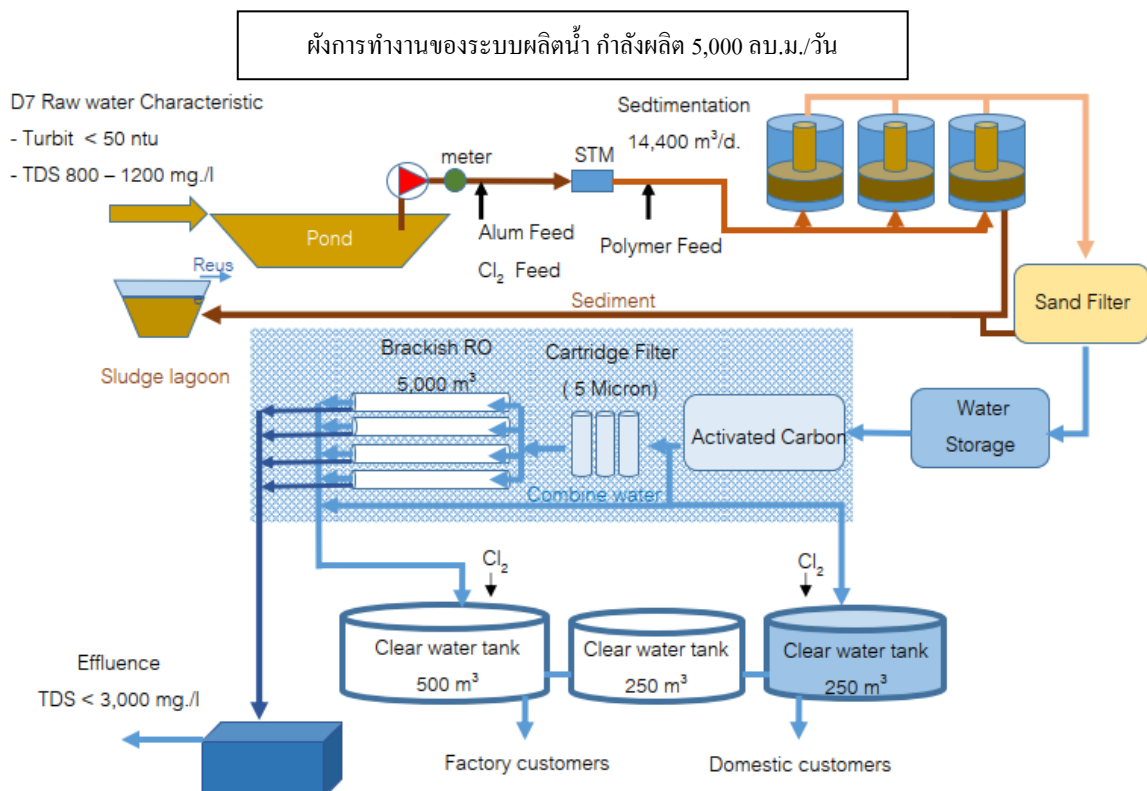 ผังการทำงานของระบบผลิตน้ำ กำลังผลิต 5,000 ลบ.ม./วัน
D7 Raw water Characteristic
- Turbit < 50 ntu
- TDS 800 – 1200 mg./l
Sedtimentation
14,400 m³/d.
meter
STM
Alum Feed
Cl₂ Feed
Polymer Feed
Pond
Reus
e
Sediment
Sand Filter
Sludge lagoon
Brackish RO
5,000 m³
Cartridge Filter
( 5 Micron)
Activated Carbon
Water
Storage
Combine water
Cl₂
Cl₂
Clear water tank
500 m³
Clear water tank
250 m³
Clear water tank
250 m³
Effluence
TDS < 3,000 mg./l
Factory customers
Domestic customers